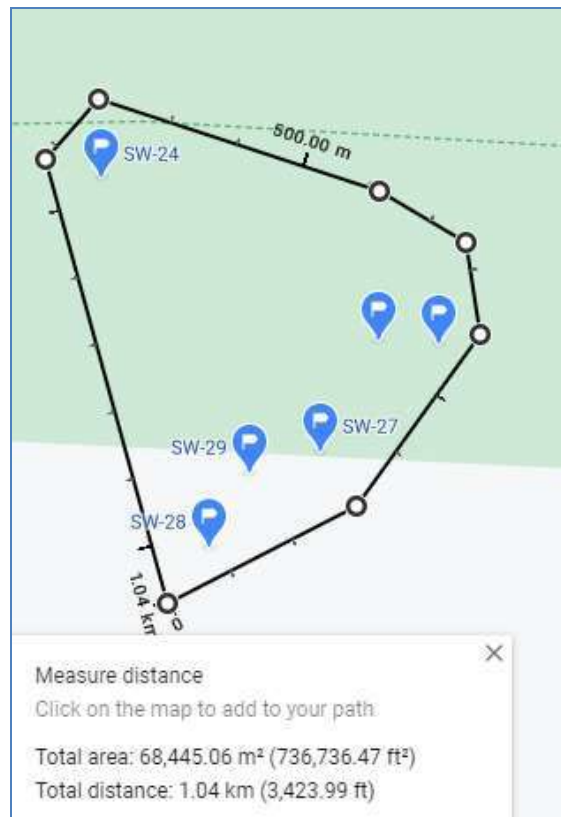 500.00 m
SW-24
SW-27
SW-29
SW-28
1.04 km
0
Measure distance
Click on the map to add to your path
Total area: 68,445.06 m² (736,736.47 ft²)
Total distance: 1.04 km (3,423.99 ft)